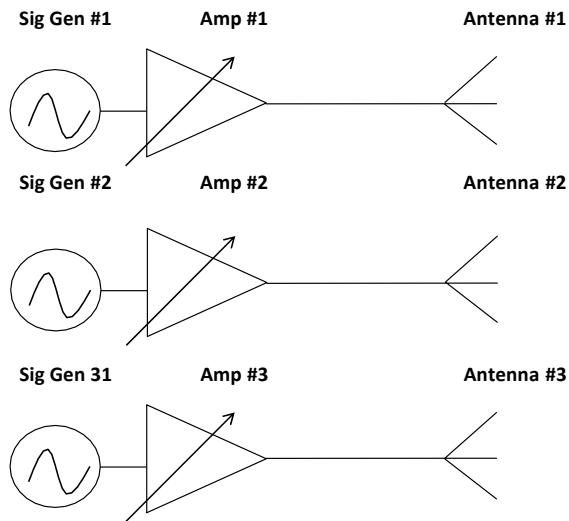 Sig Gen #1 Amp #1 Antenna #1
Sig Gen #2 Amp #2 Antenna #2
Sig Gen 31 Amp #3 Antenna #3